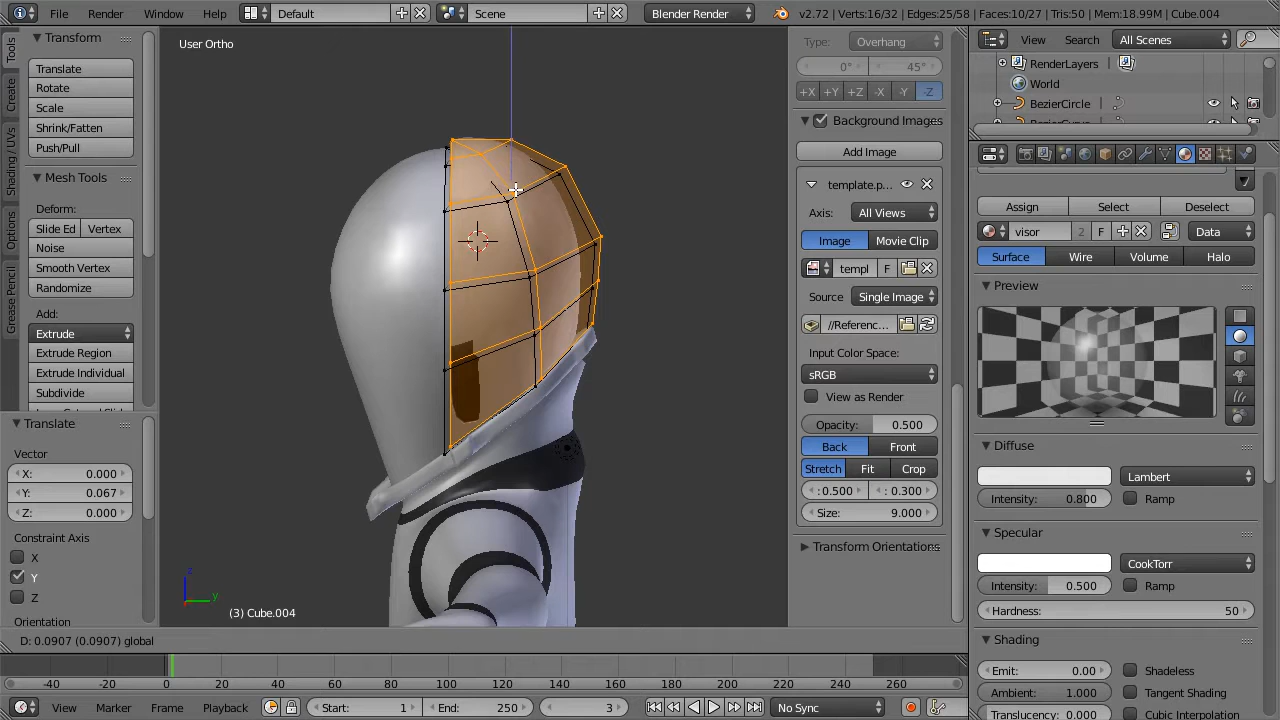 File Render Window Help Default Scene Blender Render v2.72 | Verts:16/32 | Edges:25/58 | Faces:10/27 | Tris:50 | Mem:18.99M | Cube.004
Tools
Create
Shading / UVs
Options
Grease Pencil
Transform
Translate
Rotate
Scale
Shrink/Fatten
Push/Pull
Mesh Tools
Deform:
Slide Ed Vertex
Noise
Smooth Vertex
Randomize
Add:
Extrude
Extrude Region
Extrude Individual
Subdivide
Translate
Vector
X: 0.000
Y: 0.067
Z: 0.000
Constraint Axis
X
Y
Z
Orientation
User Ortho
z
y
(3) Cube.004
D: 0.0907 (0.0907) global
Type: Overhang
0° 45°
+X +Y +Z -X -Y -Z
Background Images
Add Image
template.p
Axis: All Views
Image Movie Clip
templ F
Source Single Image
//Referenc...
Input Color Space:
sRGB
View as Render
Opacity: 0.500
Back Front
Stretch Fit Crop
:0.500 : 0.300
Size: 9.000
Transform Orientations
View Search All Scenes
RenderLayers
World
BezierCircle
Assign Select Deselect
visor 2 F Data
Surface Wire Volume Halo
Preview
Diffuse
Lambert
Intensity: 0.800 Ramp
Specular
CookTorr
Intensity: 0.500 Ramp
Hardness: 50
Shading
Emit: 0.00 Shadeless
Ambient: 1.000 Tangent Shading
Translucency: 0.000 Cubic Interpolation
-40 -20 0 20 40 60 80 100 120 140 160 180 200 220 240 260
View Marker Frame Playback Start: 1 End: 250 3 No Sync